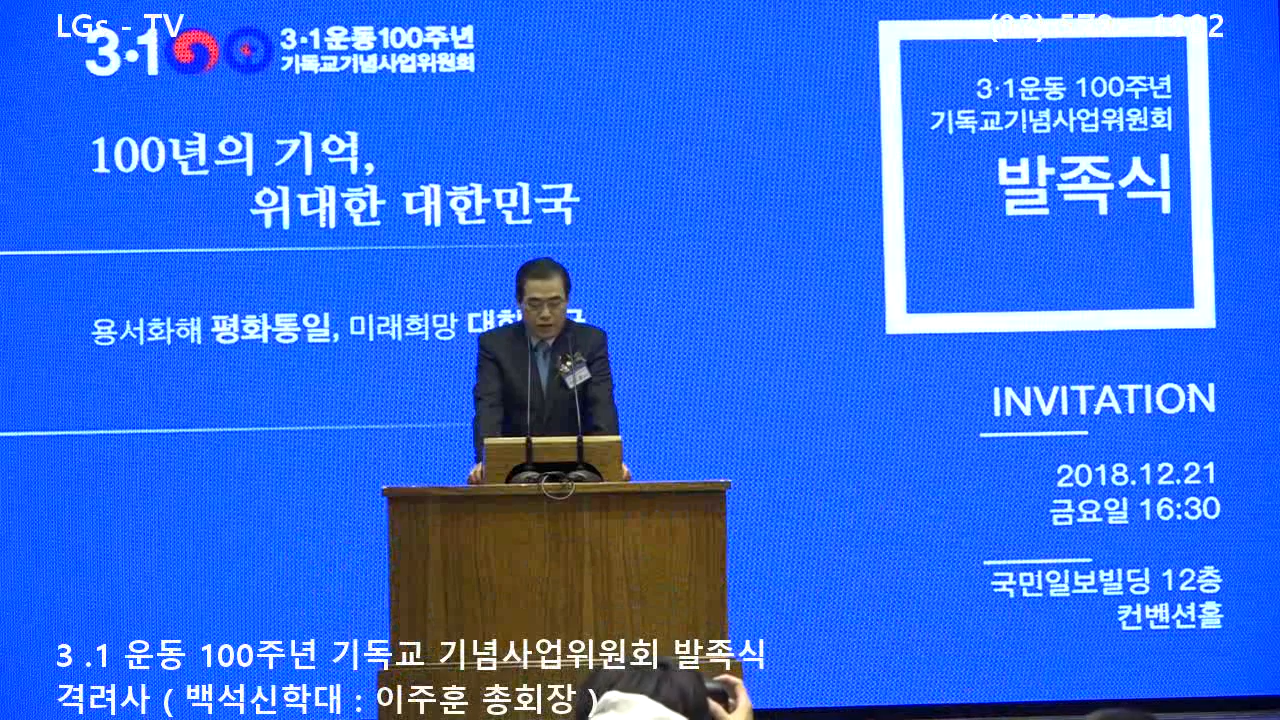 LGs - TV
3·1
3·1운동100주년
기독교기념사업위원회
100년의 기억,
위대한 대한민국
용서화해 평화통일, 미래희망
3·1운동 100주년
기독교기념사업위원회
발족식
INVITATION
2018.12.21
금요일 16:30
국민일보빌딩 12층
컨벤션홀
3 .1 운동 100주년 기독교 기념사업위원회 발족식
격려사 ( 백석신학대 : 이주훈 총회장 )